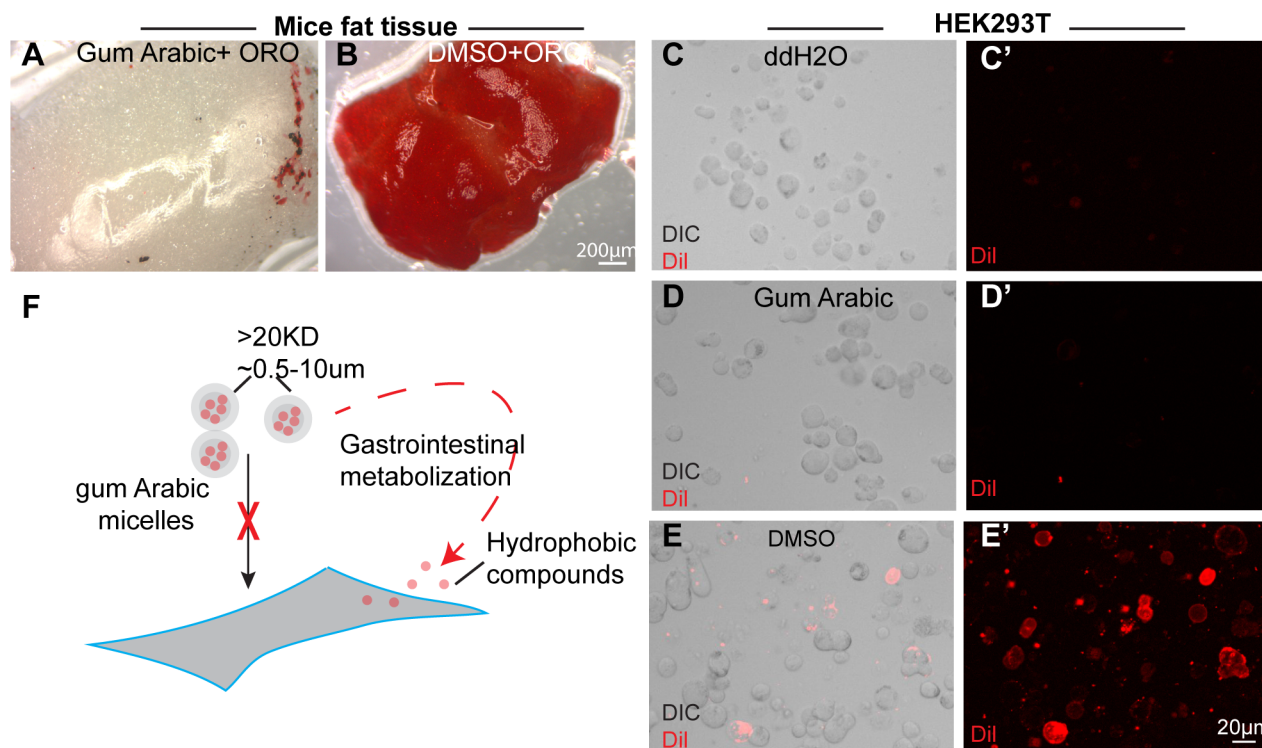 Mice fat tissue
HEK293T
A
Gum Arabic+ ORO
B
DMSO+ORO
200µm
C
ddH2O
DIC
Dil
C’
Dil
D
Gum Arabic
DIC
Dil
D’
Dil
E
DMSO
DIC
Dil
E’
Dil
20µm
F
>20KD
~0.5-10um
Gastrointestinal
metabolization
gum Arabic
micelles
X
Hydrophobic
compounds